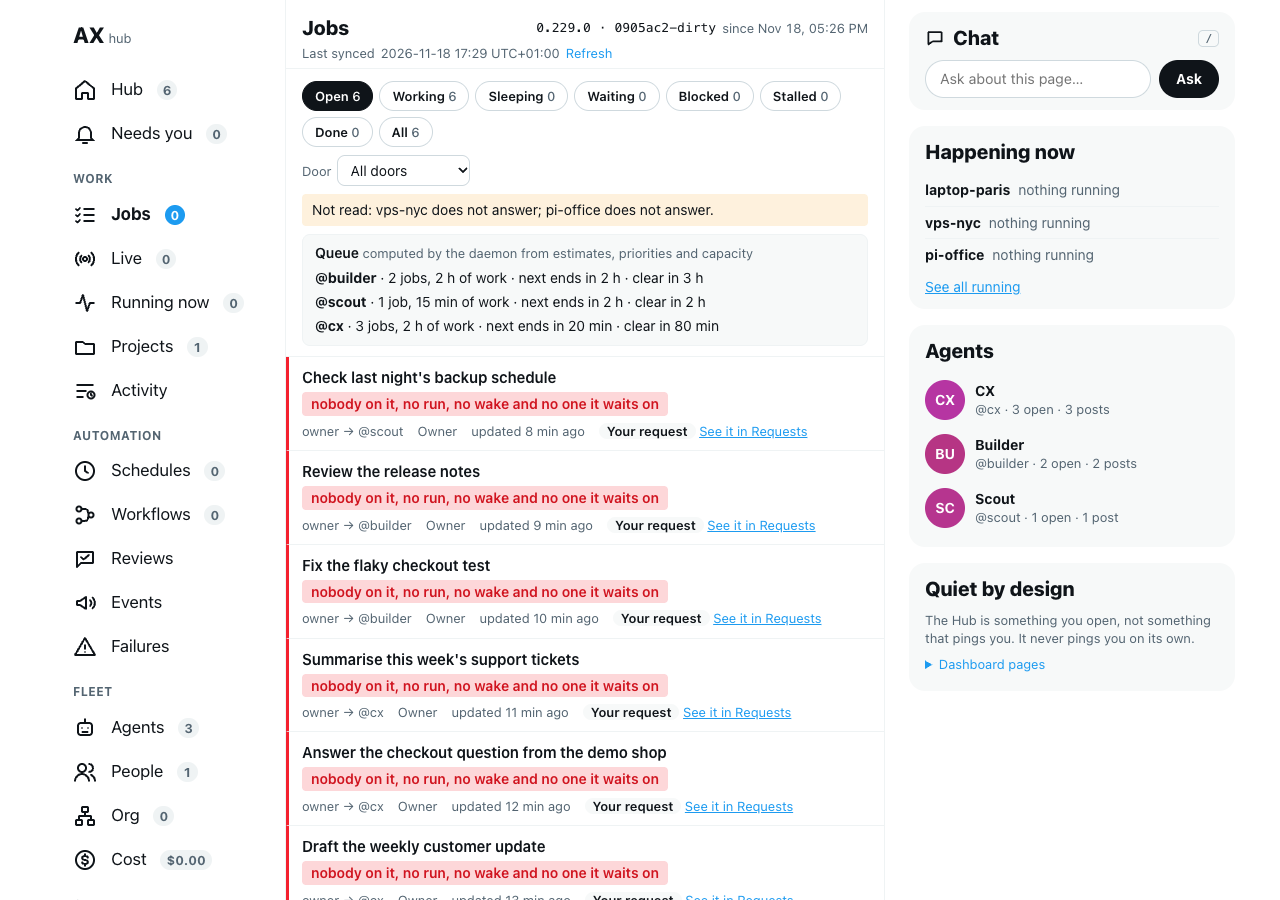 AX hub
Hub 6
Needs you 0
WORK
Jobs 0
Live 0
Running now 0
Projects 1
Activity
AUTOMATION
Schedules 0
Workflows 0
Reviews
Events
Failures
FLEET
Agents 3
People 1
Org 0
Cost $0.00
Jobs
0.229.0 · 0905ac2-dirty since Nov 18, 05:26 PM
Last synced 2026-11-18 17:29 UTC+01:00 Refresh
Open 6 Working 6 Sleeping 0 Waiting 0 Blocked 0 Stalled 0
Done 0 All 6
Door All doors
Not read: vps-nyc does not answer; pi-office does not answer.
Queue computed by the daemon from estimates, priorities and capacity
@builder · 2 jobs, 2 h of work · next ends in 2 h · clear in 3 h
@scout · 1 job, 15 min of work · next ends in 2 h · clear in 2 h
@cx · 3 jobs, 2 h of work · next ends in 20 min · clear in 80 min
Check last night's backup schedule
nobody on it, no run, no wake and no one it waits on
owner → @scout Owner updated 8 min ago Your request See it in Requests
Review the release notes
nobody on it, no run, no wake and no one it waits on
owner → @builder Owner updated 9 min ago Your request See it in Requests
Fix the flaky checkout test
nobody on it, no run, no wake and no one it waits on
owner → @builder Owner updated 10 min ago Your request See it in Requests
Summarise this week's support tickets
nobody on it, no run, no wake and no one it waits on
owner → @cx Owner updated 11 min ago Your request See it in Requests
Answer the checkout question from the demo shop
nobody on it, no run, no wake and no one it waits on
owner → @cx Owner updated 12 min ago Your request See it in Requests
Draft the weekly customer update
nobody on it, no run, no wake and no one it waits on
owner → @cx Owner updated 13 min ago Your request See it in Requests
Chat /
Ask about this page... Ask
Happening now
laptop-paris nothing running
vps-nyc nothing running
pi-office nothing running
See all running
Agents
CX CX
@cx · 3 open · 3 posts
BU Builder
@builder · 2 open · 2 posts
SC Scout
@scout · 1 open · 1 post
Quiet by design
The Hub is something you open, not something
that pings you. It never pings you on its own.
Dashboard pages